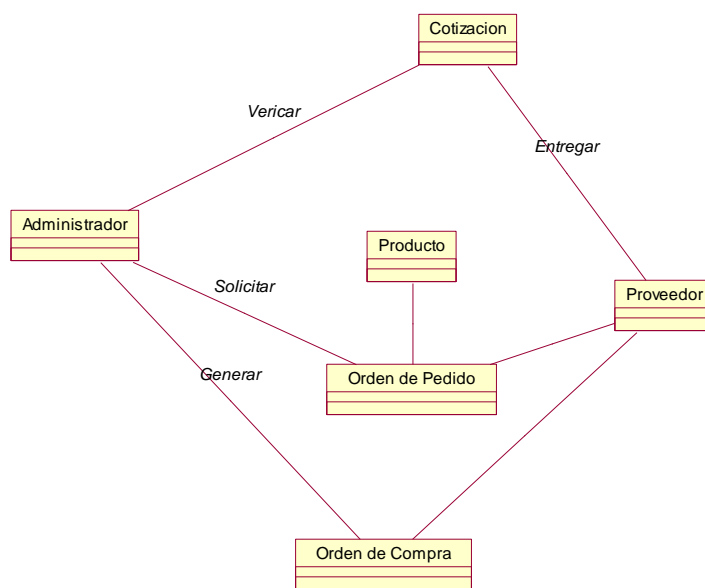 Cotizacion
Vericar
Entregar
Administrador
Producto
Solicitar
Proveedor
Generar
Orden de Pedido
Orden de Compra